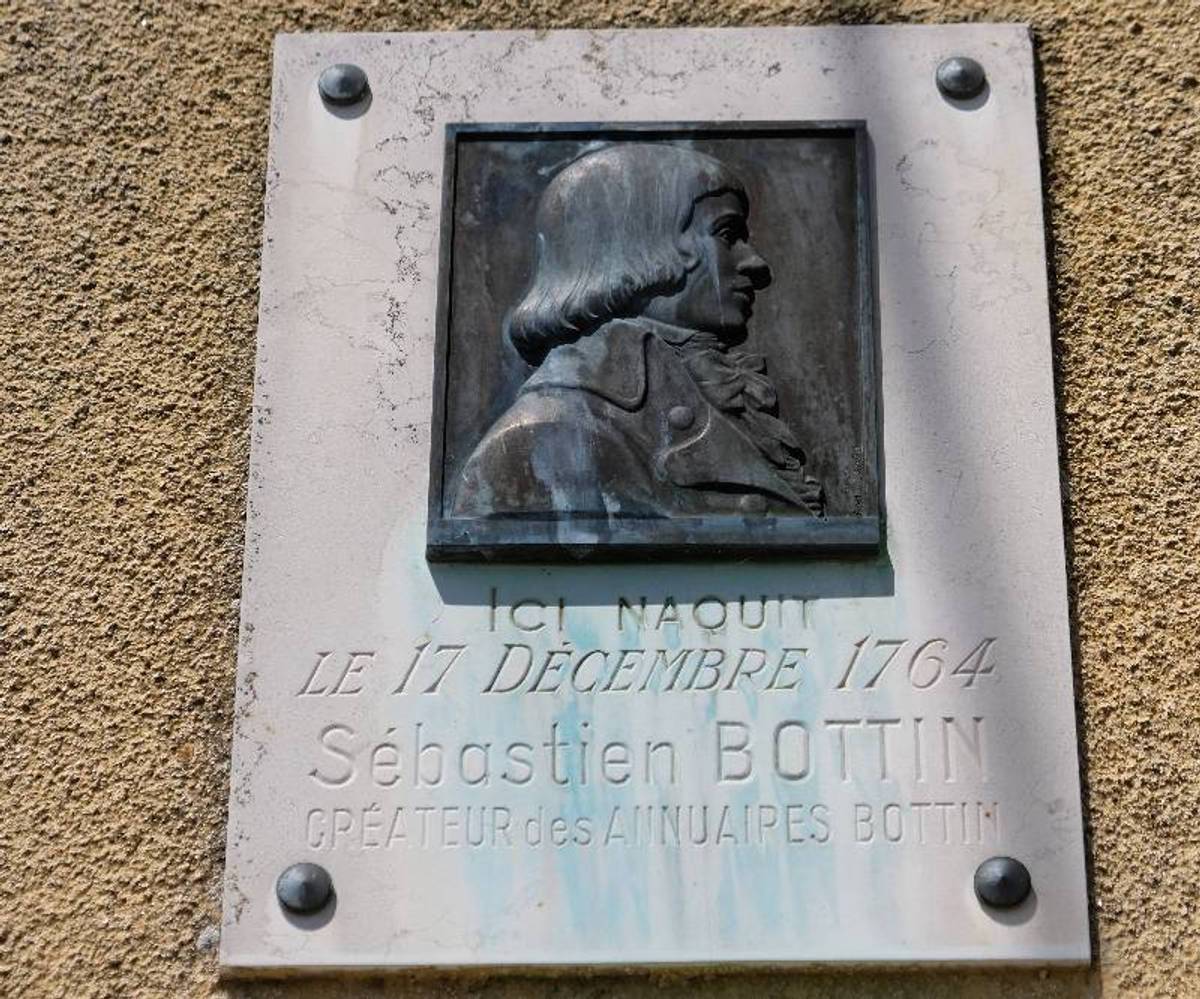 ICI NAQUIT
LE 17 DÉCEMBRE 1764
Sébastien BOTTIN
CRÉATEUR des ANNUAIRES BOTTIN